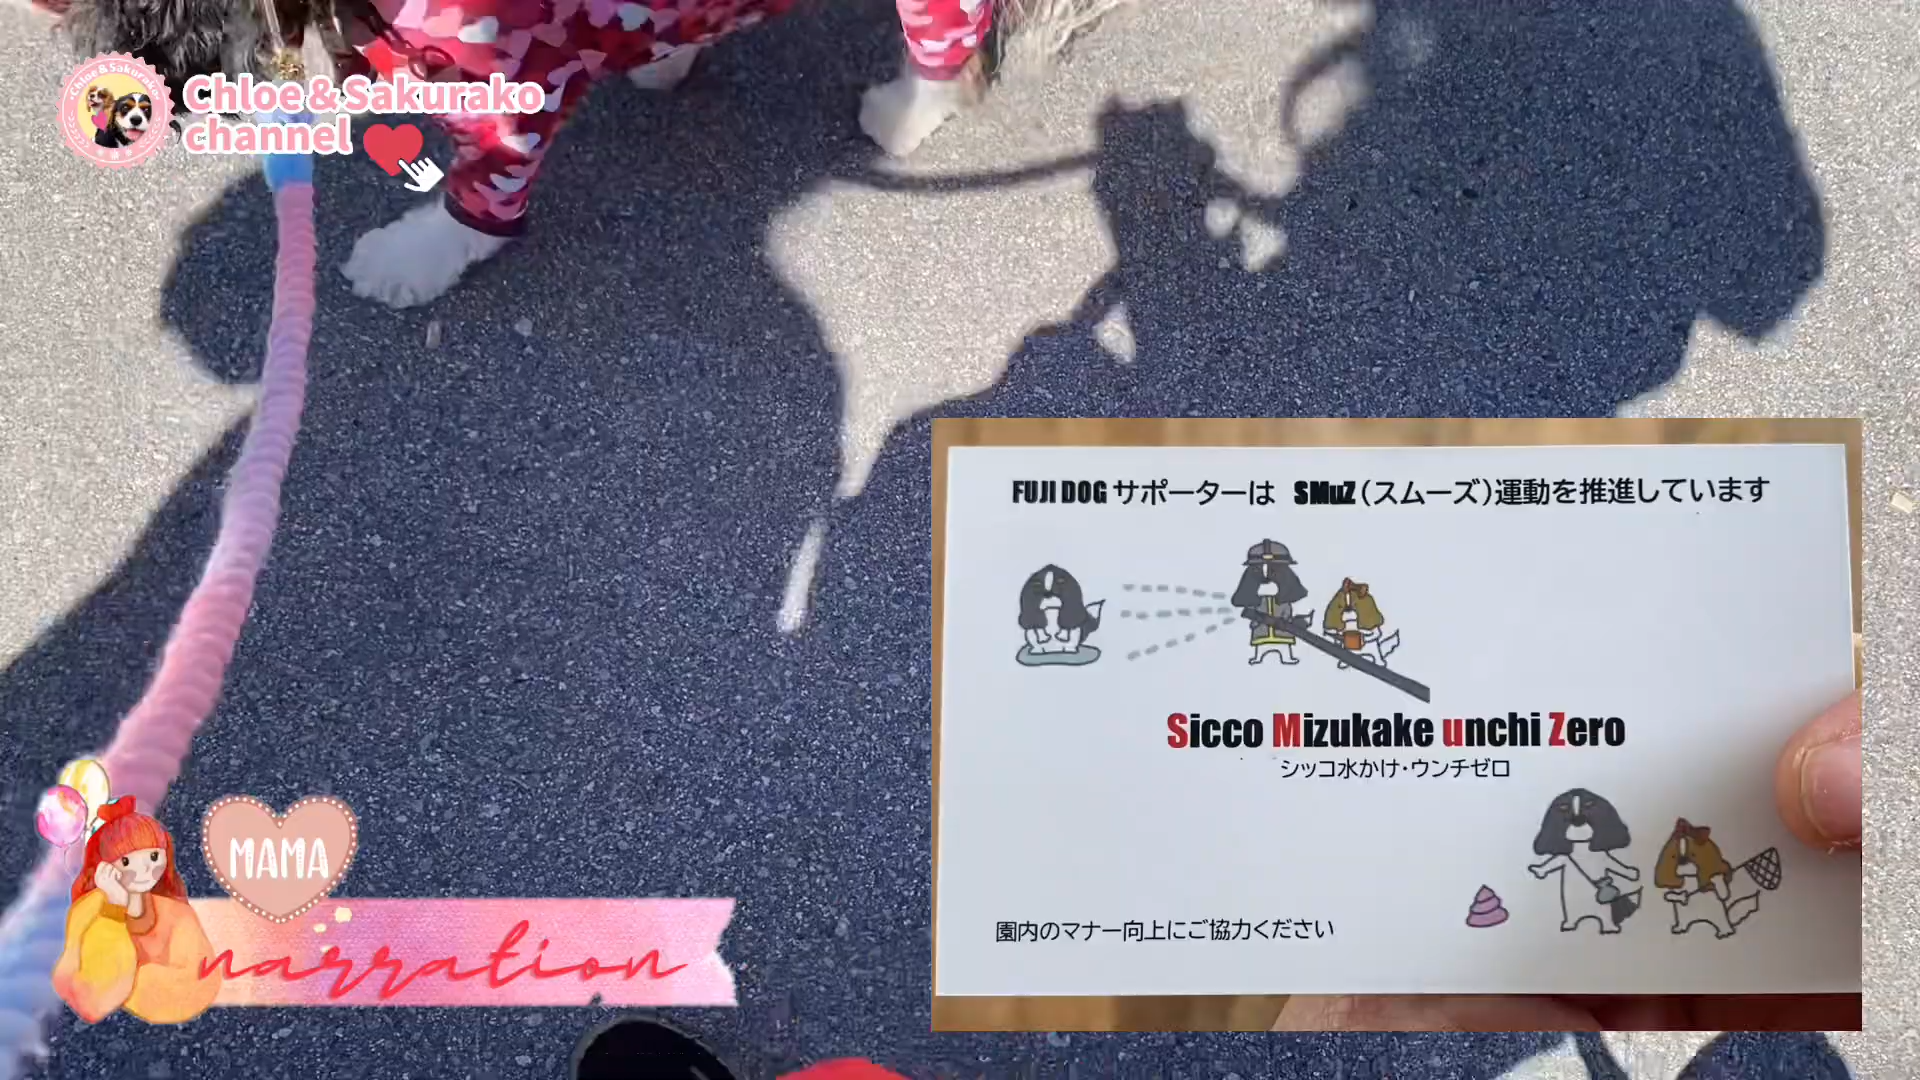 Chloe & Sakurako
Chloe & Sakurako
channel
FUJI DOG サポーターは SMuZ(スムーズ)運動を推進しています
Sicco Mizukake unchi Zero
シッコ水かけ・ウンチゼロ
園内のマナー向上にご協力ください
MAMA
narration